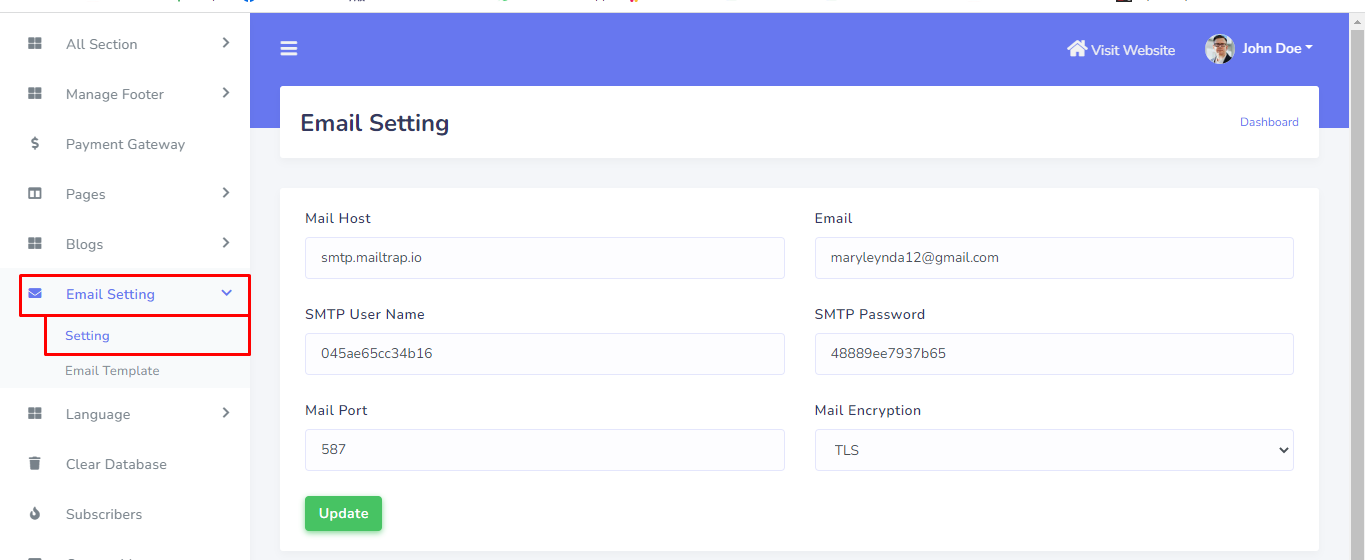 All Section
Manage Footer
Payment Gateway
Pages
Blogs
Email Setting
Setting
Email Template
Language
Clear Database
Subscribers
Visit Website
John Doe
Email Setting
Dashboard
Mail Host
Email
smtp.mailtrap.io
maryleynda12@gmail.com
SMTP User Name
SMTP Password
045ae65cc34b16
48889ee7937b65
Mail Port
Mail Encryption
587
TLS
Update